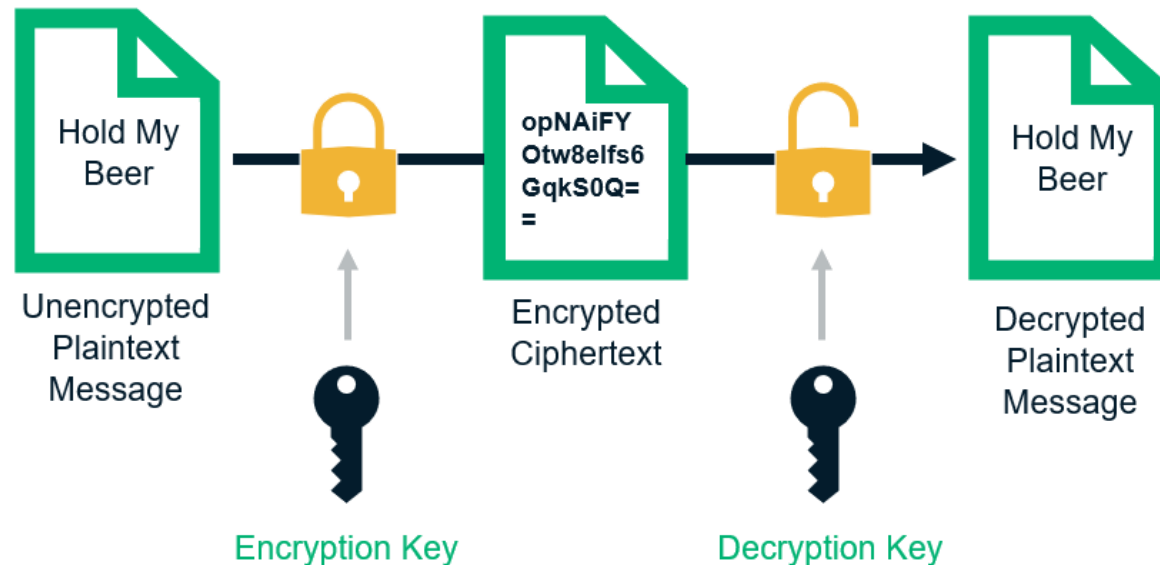 Hold My
Beer
opNAiFY
Otw8elfs6
GqkS0Q=
=
Hold My
Beer
Unencrypted
Plaintext
Message
Encrypted
Ciphertext
Decrypted
Plaintext
Message
Encryption Key
Decryption Key